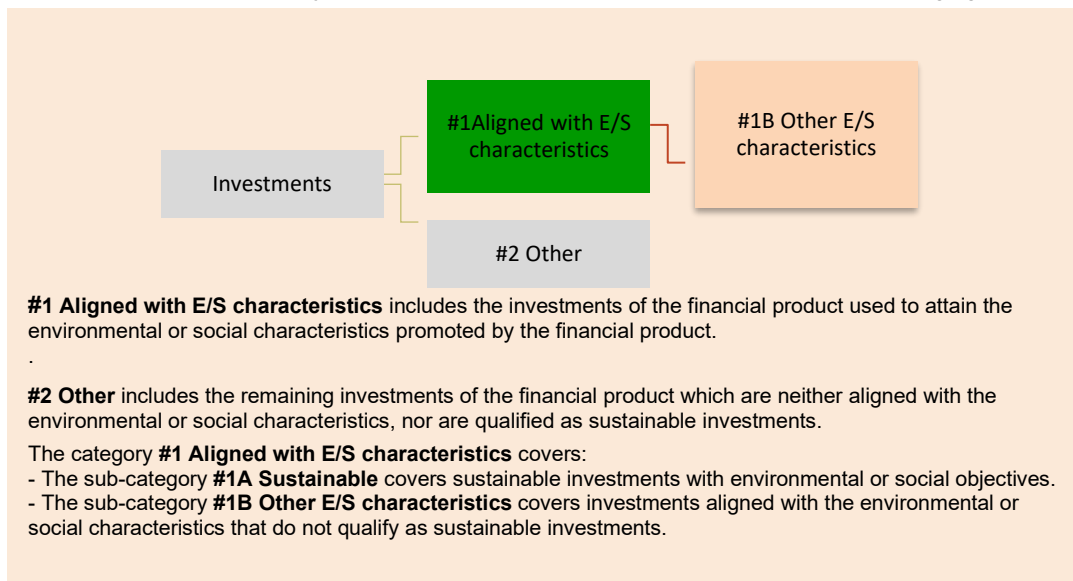 #1Aligned with E/S
characteristics
#1B Other E/S
characteristics
Investments
#2 Other
#1 Aligned with E/S characteristics includes the investments of the financial product used to attain the
environmental or social characteristics promoted by the financial product.
.
#2 Other includes the remaining investments of the financial product which are neither aligned with the
environmental or social characteristics, nor are qualified as sustainable investments.
The category #1 Aligned with E/S characteristics covers:
- The sub-category #1A Sustainable covers sustainable investments with environmental or social objectives.
- The sub-category #1B Other E/S characteristics covers investments aligned with the environmental or
social characteristics that do not qualify as sustainable investments.